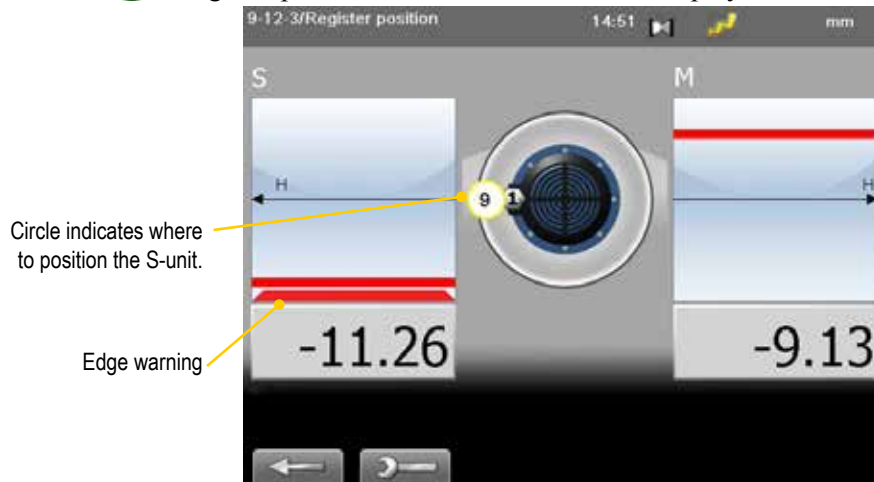 9-12-3/Register position 14:51 mm
S M
H H
9 1
Circle indicates where
to position the S-unit.
-11.26 -9.13
Edge warning